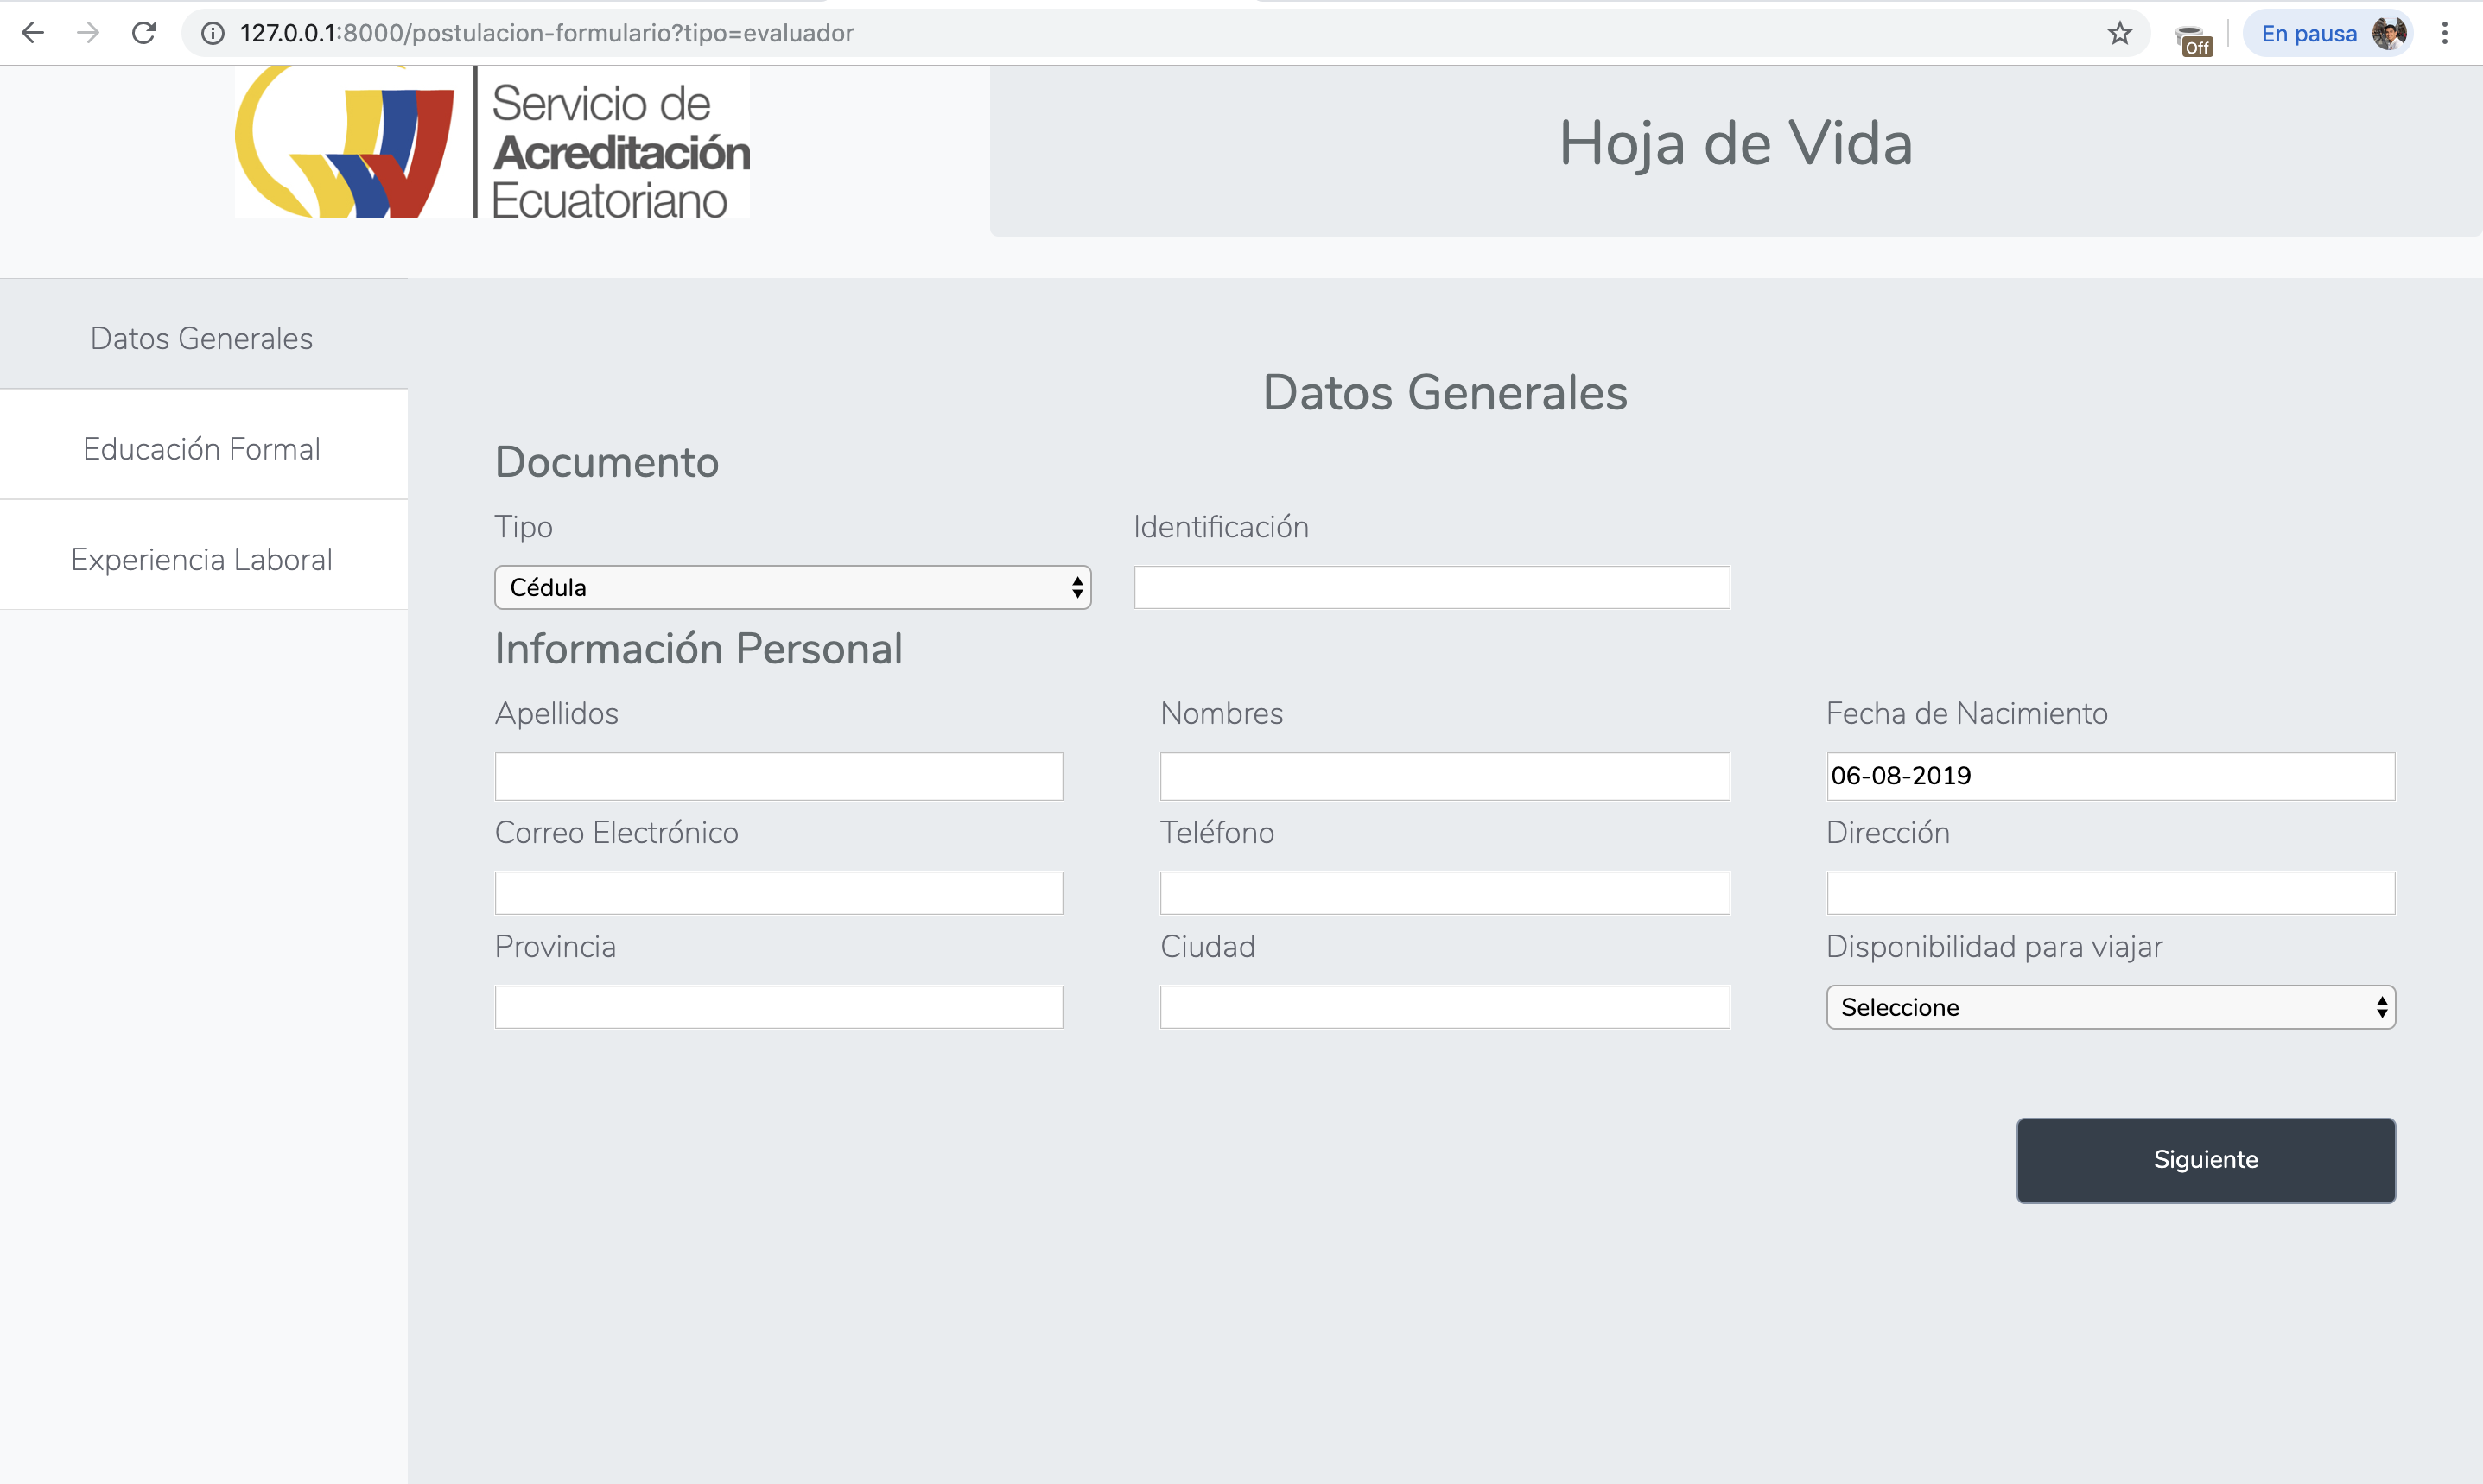 127.0.0.1:8000/postulacion-formulario?tipo=evaluador
Off
En pausa
Servicio de
Acreditación
Ecuatoriano
Hoja de Vida
Datos Generales
Educación Formal
Experiencia Laboral
Datos Generales
Documento
Tipo Identificación
Cédula
Información Personal
Apellidos Nombres Fecha de Nacimiento
06-08-2019
Correo Electrónico Teléfono Dirección
Provincia Ciudad Disponibilidad para viajar
Seleccione
Siguiente